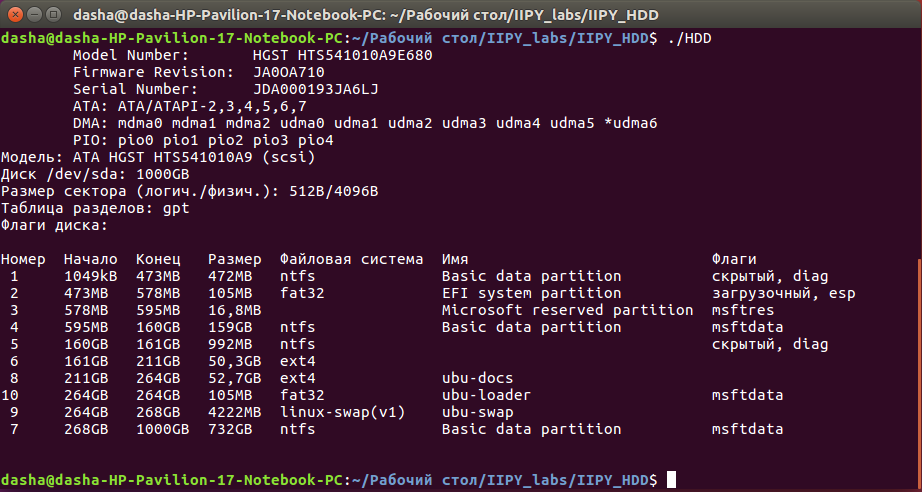 dasha@dasha-HP-Pavilion-17-Notebook-PC: ~/Рабочий стол/IIPY_labs/IIPY_HDD
dasha@dasha-HP-Pavilion-17-Notebook-PC:~/Рабочий стол/IIPY_labs/IIPY_HDD$ ./HDD
Model Number: HGST HTS541010A9E680
Firmware Revision: JA0OA710
Serial Number: JDA000193JA6LJ
ATA: ATA/ATAPI-2,3,4,5,6,7
DMA: mdma0 mdma1 mdma2 udma0 udma1 udma2 udma3 udma4 udma5 *udma6
PIO: pio0 pio1 pio2 pio3 pio4
Модель: ATA HGST HTS541010A9 (scsi)
Диск /dev/sda: 1000GB
Размер сектора (логич./физич.): 512B/4096B
Таблица разделов: gpt
Флаги диска:
Номер Начало Конец Размер Файловая система Имя Флаги
1 1049kB 473MB 472MB ntfs Basic data partition скрытый, diag
2 473MB 578MB 105MB fat32 EFI system partition загрузочный, esp
3 578MB 595MB 16,8MB Microsoft reserved partition msftres
4 595MB 160GB 159GB ntfs Basic data partition msftdata
5 160GB 161GB 992MB ntfs скрытый, diag
6 161GB 211GB 50,3GB ext4
8 211GB 264GB 52,7GB ext4 ubu-docs
10 264GB 264GB 105MB fat32 ubu-loader msftdata
9 264GB 268GB 4222MB linux-swap(v1) ubu-swap
7 268GB 1000GB 732GB ntfs Basic data partition msftdata
dasha@dasha-HP-Pavilion-17-Notebook-PC:~/Рабочий стол/IIPY_labs/IIPY_HDD$